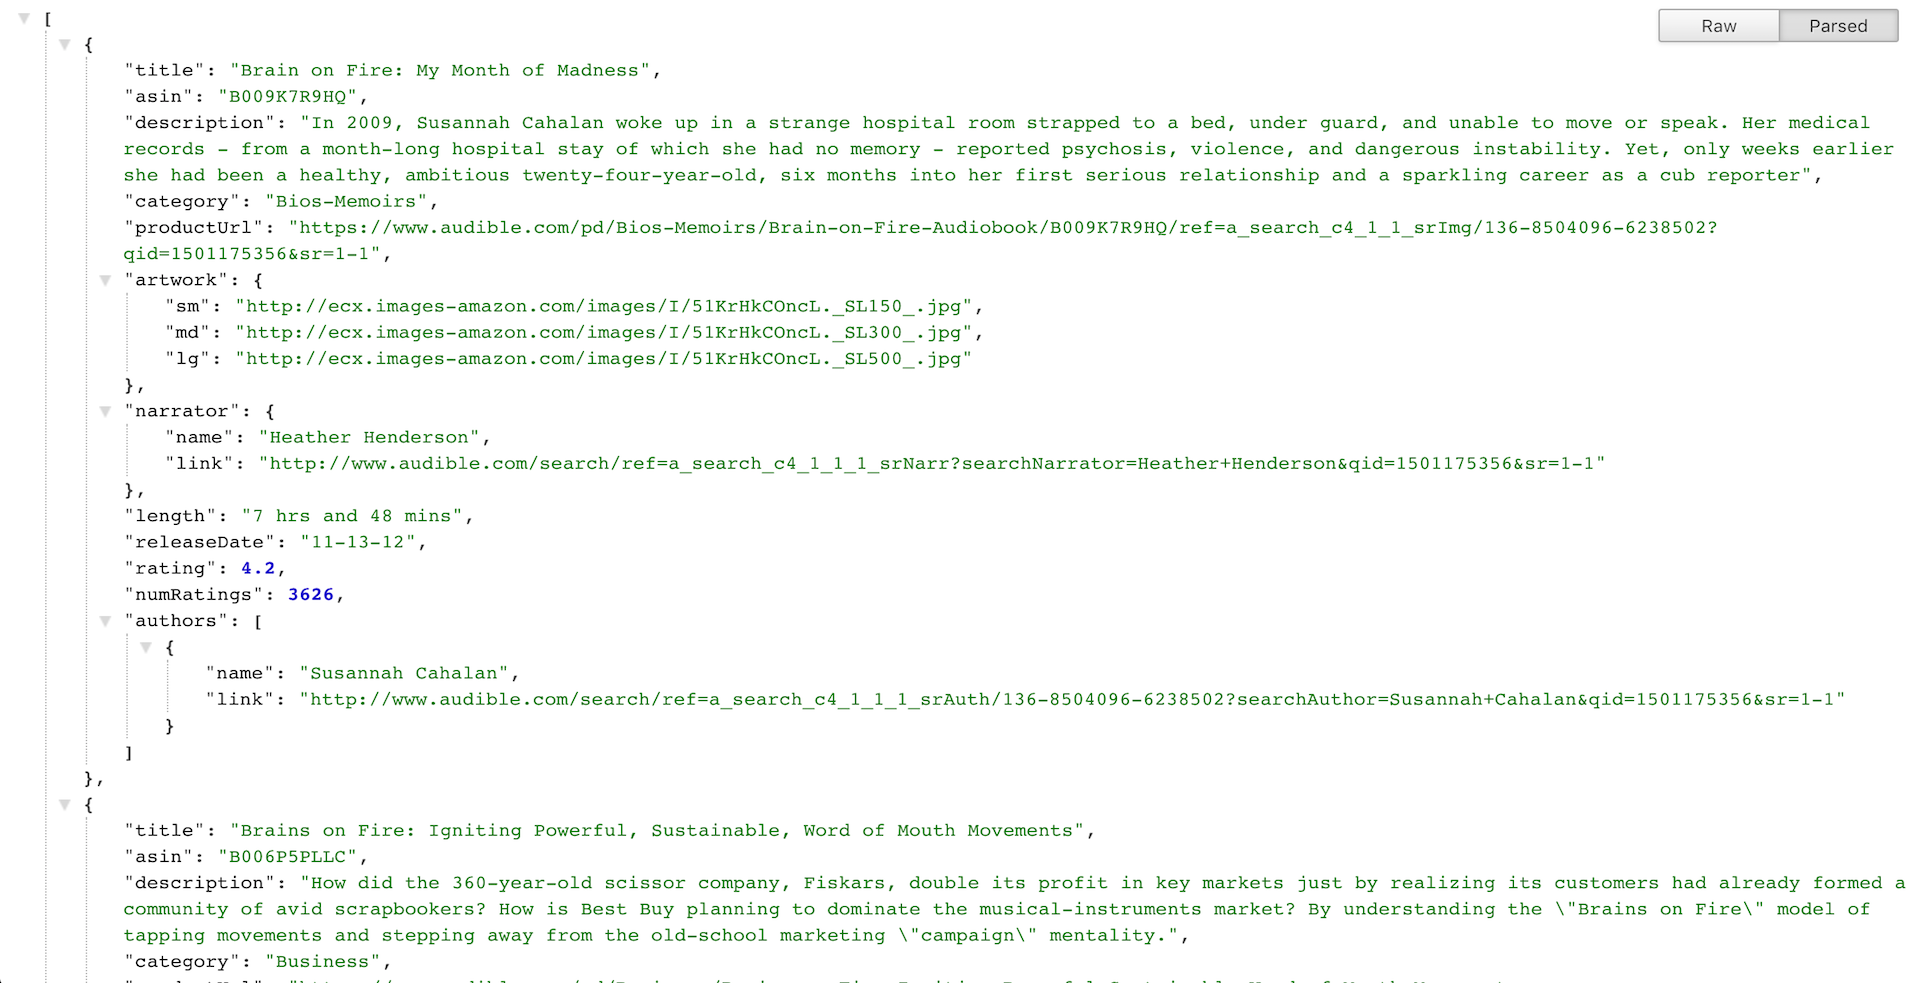 [
Raw Parsed
{
"title": "Brain on Fire: My Month of Madness",
"asin": "B009K7R9HQ",
"description": "In 2009, Susannah Cahalan woke up in a strange hospital room strapped to a bed, under guard, and unable to move or speak. Her medical
records – from a month-long hospital stay of which she had no memory – reported psychosis, violence, and dangerous instability. Yet, only weeks earlier
she had been a healthy, ambitious twenty-four-year-old, six months into her first serious relationship and a sparkling career as a cub reporter",
"category": "Bios-Memoirs",
"productUrl": "https://www.audible.com/pd/Bios-Memoirs/Brain-on-Fire-Audiobook/B009K7R9HQ/ref=a_search_c4_1_1_srImg/136-8504096-6238502?
qid=1501175356&sr=1-1",
"artwork": {
"sm": "http://ecx.images-amazon.com/images/I/51KrHkCOncL._SL150_.jpg",
"md": "http://ecx.images-amazon.com/images/I/51KrHkCOncL._SL300_.jpg",
"lg": "http://ecx.images-amazon.com/images/I/51KrHkCOncL._SL500_.jpg"
},
"narrator": {
"name": "Heather Henderson",
"link": "http://www.audible.com/search/ref=a_search_c4_1_1_1_srNarr?searchNarrator=Heather+Henderson&qid=1501175356&sr=1-1"
},
"length": "7 hrs and 48 mins",
"releaseDate": "11-13-12",
"rating": 4.2,
"numRatings": 3626,
"authors": [
{
"name": "Susannah Cahalan",
"link": "http://www.audible.com/search/ref=a_search_c4_1_1_1_srAuth/136-8504096-6238502?searchAuthor=Susannah+Cahalan&qid=1501175356&sr=1-1"
}
]
},
{
"title": "Brains on Fire: Igniting Powerful, Sustainable, Word of Mouth Movements",
"asin": "B006P5PLLC",
"description": "How did the 360-year-old scissor company, Fiskars, double its profit in key markets just by realizing its customers had already formed a
community of avid scrapbookers? How is Best Buy planning to dominate the musical-instruments market? By understanding the \"Brains on Fire\" model of
tapping movements and stepping away from the old-school marketing \"campaign\" mentality.",
"category": "Business",